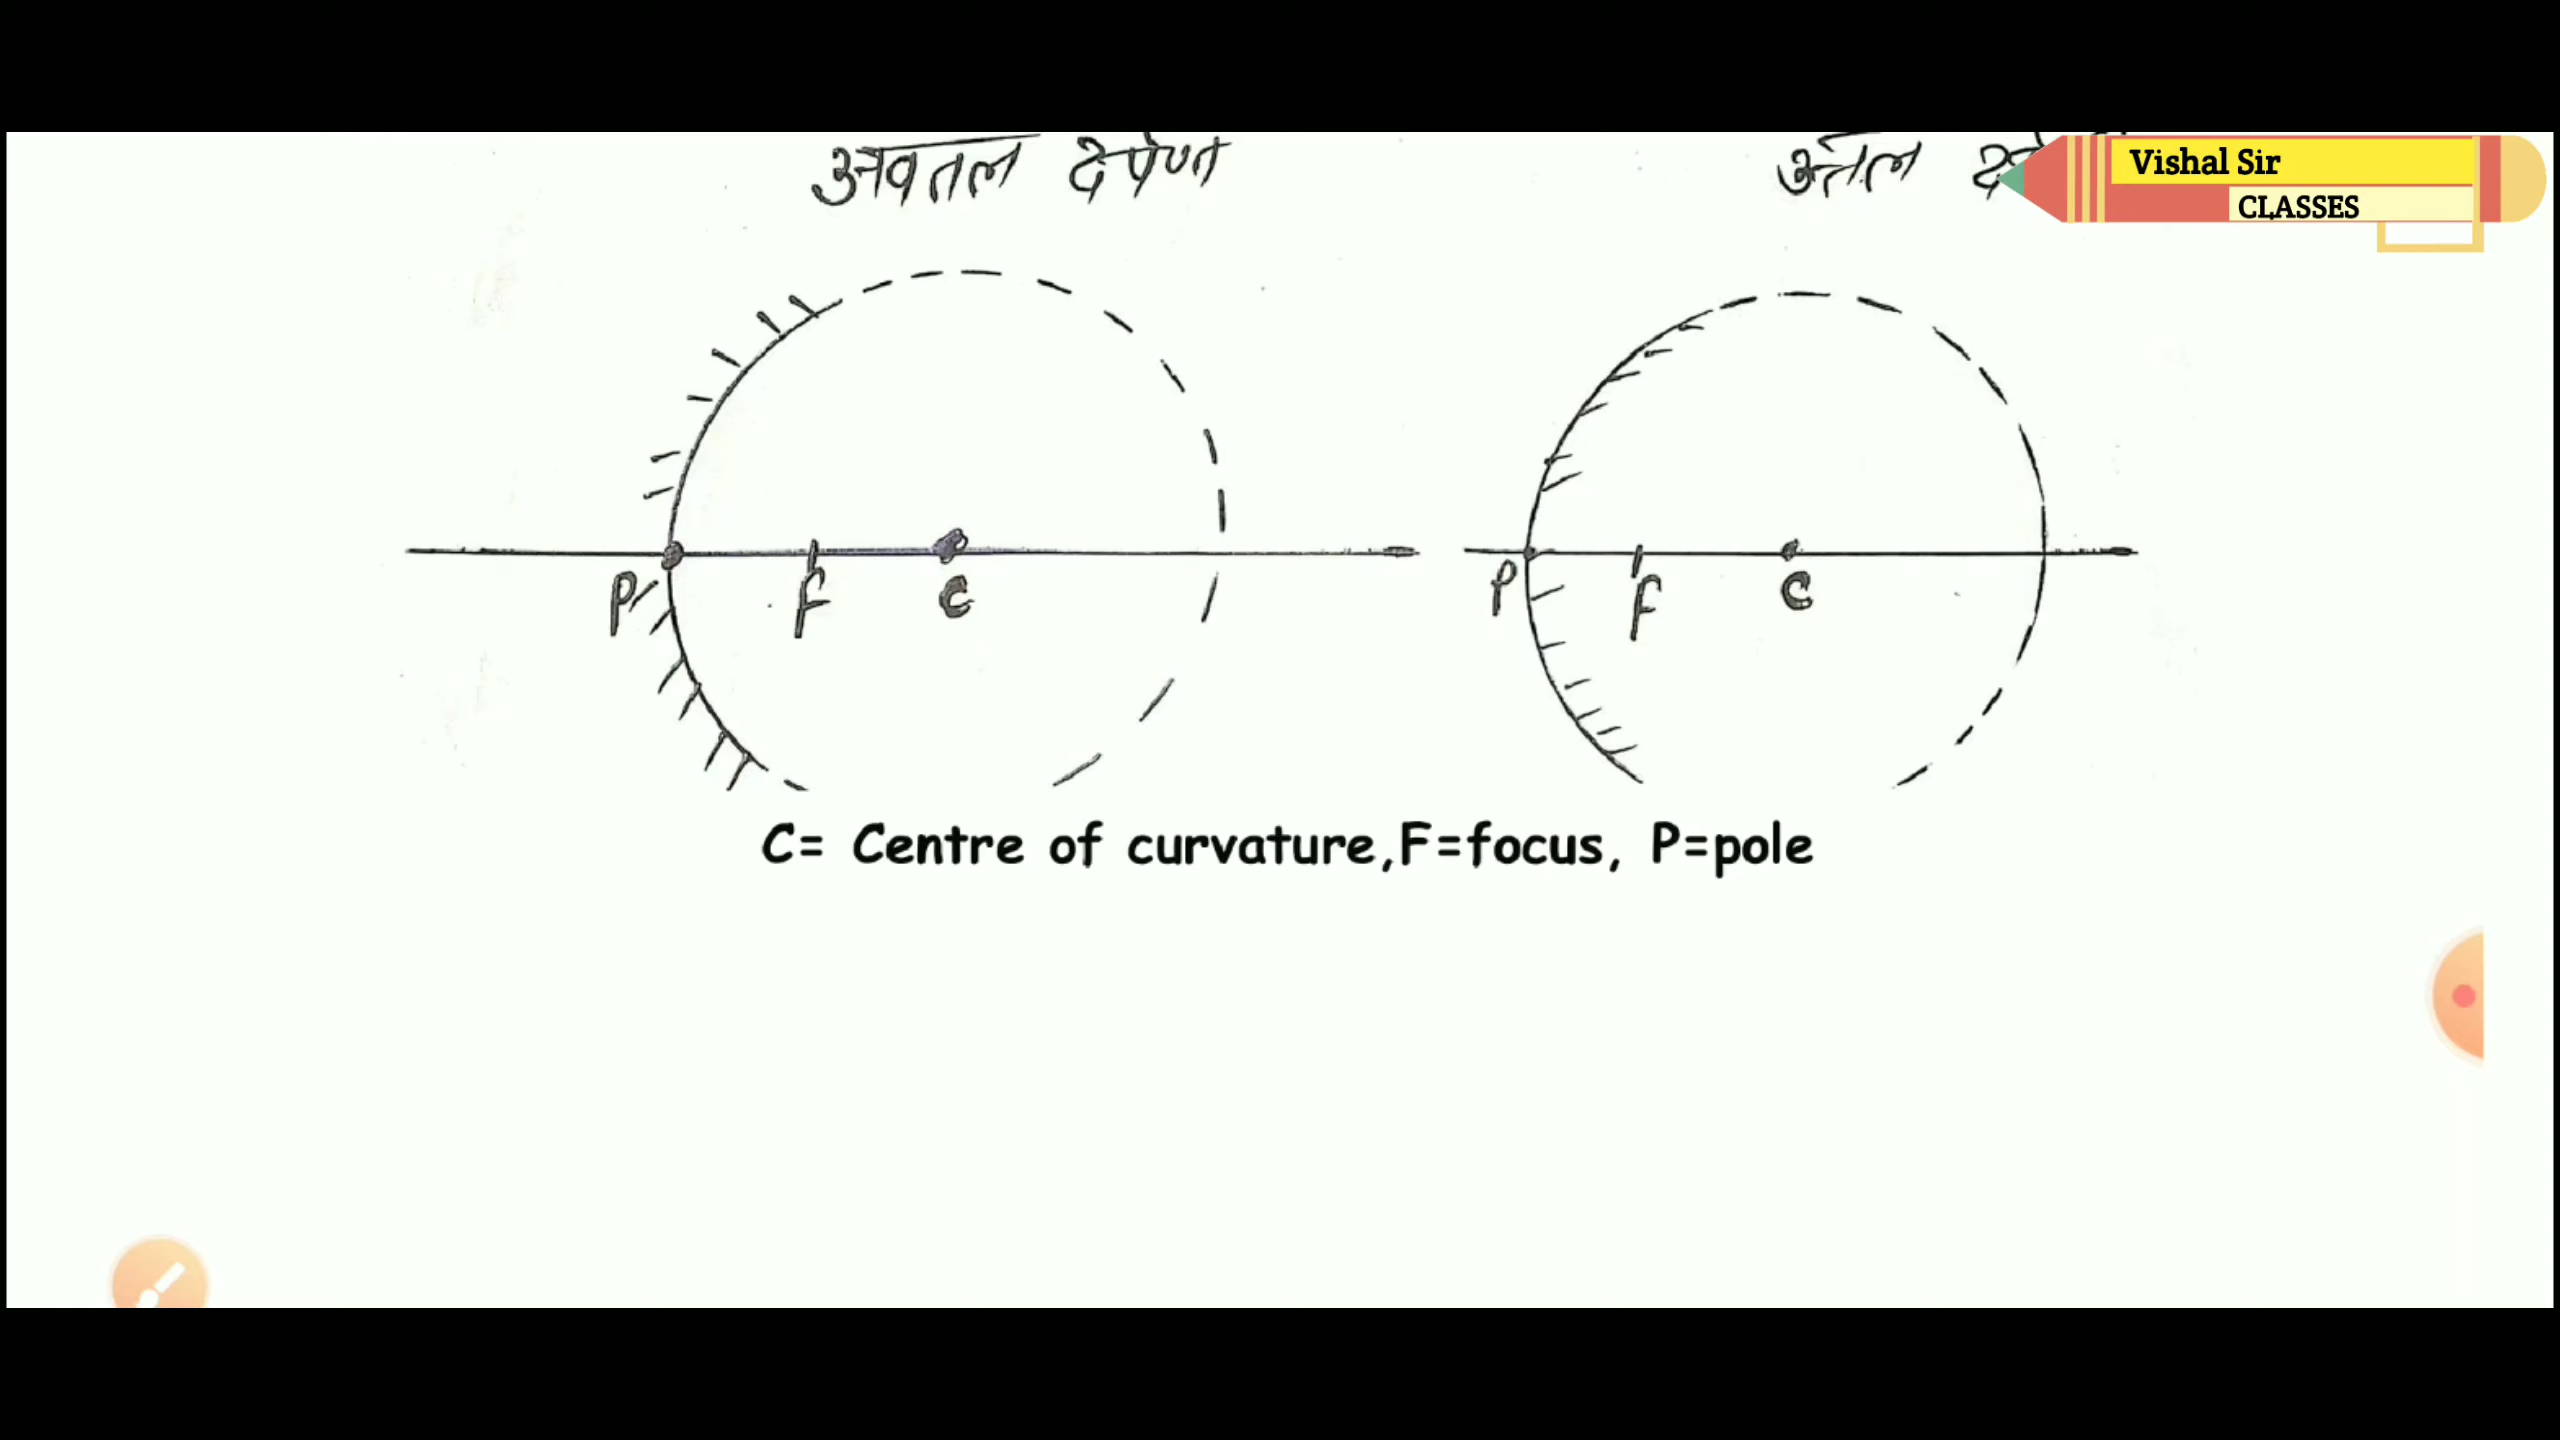 अवतल दर्पण
Vishal Sir
CLASSES
P
F
C
P
F
C
C= Centre of curvature,F=focus, P=pole